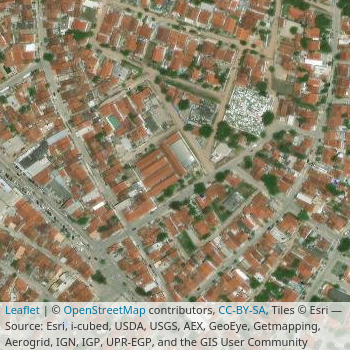 Leaflet | © OpenStreetMap contributors, CC-BY-SA, Tiles © Esri —
Source: Esri, i-cubed, USDA, USGS, AEX, GeoEye, Getmapping,
Aerogrid, IGN, IGP, UPR-EGP, and the GIS User Community